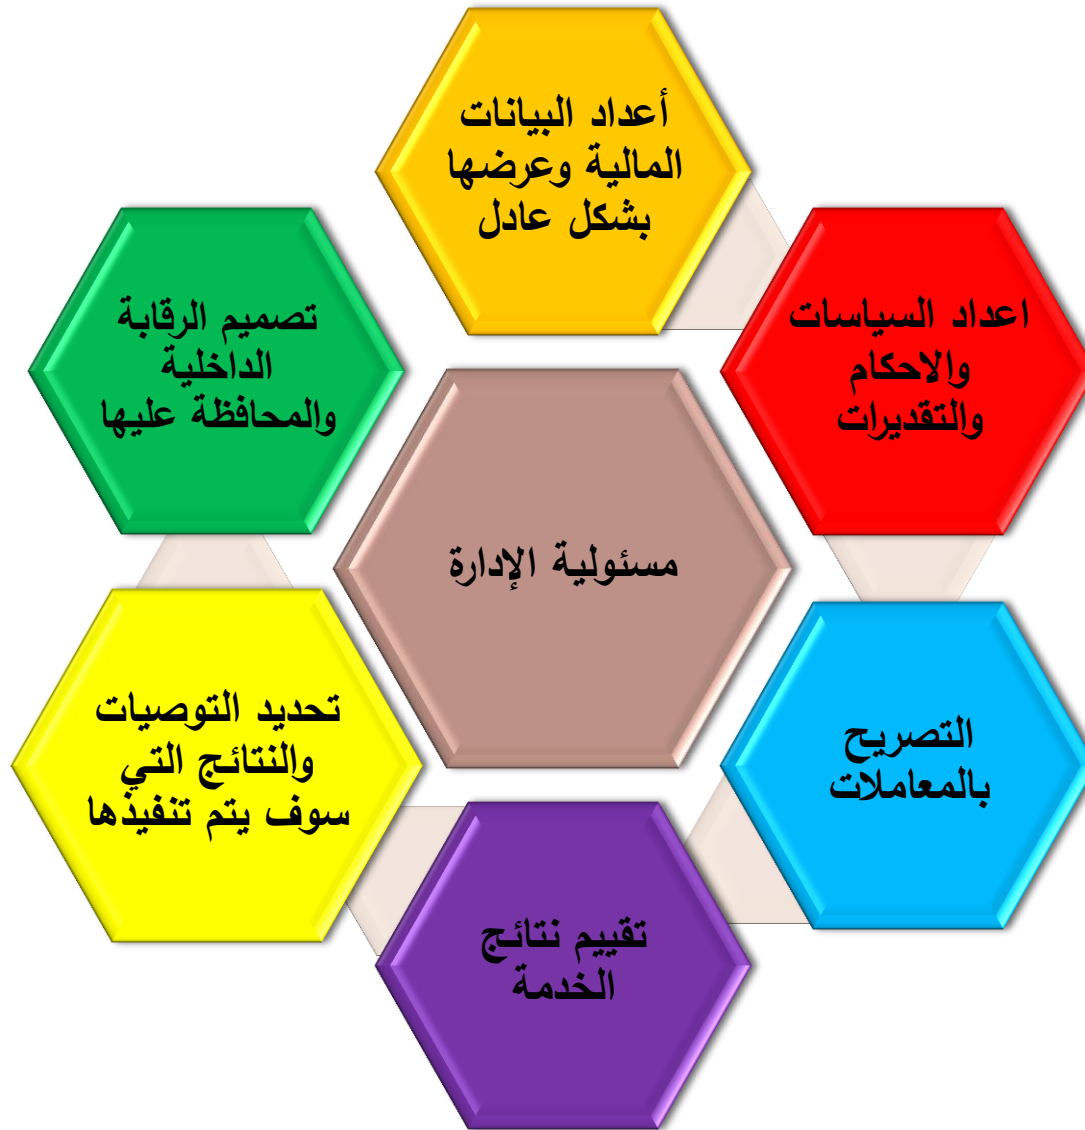 أعداد البيانات
المالية وعرضها
بشكل عادل
اعداد السياسات
والاحكام
والتقديرات
التصريح
بالمعاملات
تقييم نتائج
الخدمة
تحديد التوصيات
والنتائج التي
سوف يتم تنفيذها
تصميم الرقابة
الداخلية
والمحافظة عليها
مسئولية الإدارة